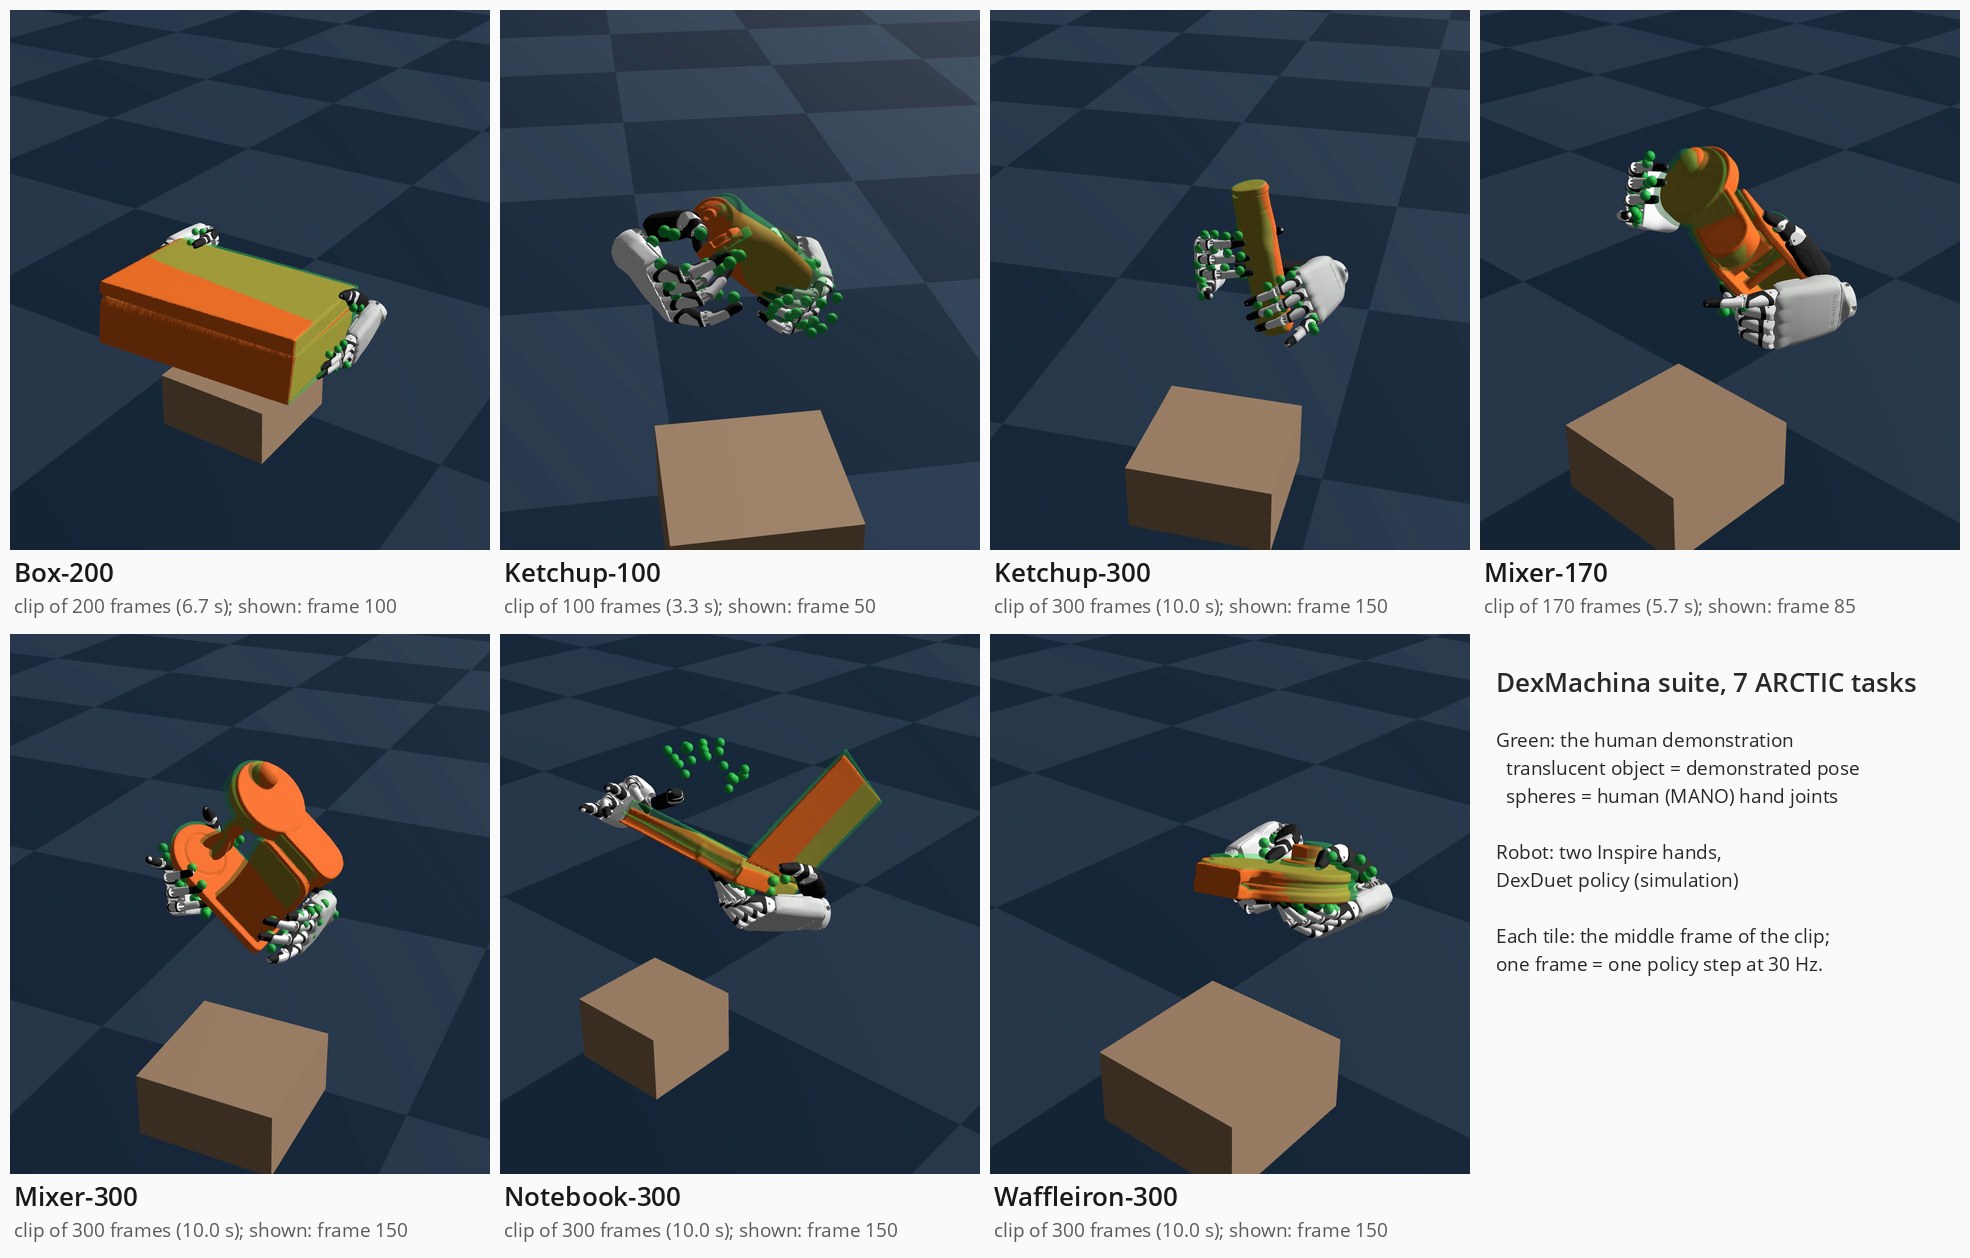 Box-200
clip of 200 frames (6.7 s); shown: frame 100
Ketchup-100
clip of 100 frames (3.3 s); shown: frame 50
Ketchup-300
clip of 300 frames (10.0 s); shown: frame 150
Mixer-170
clip of 170 frames (5.7 s); shown: frame 85
Mixer-300
clip of 300 frames (10.0 s); shown: frame 150
Notebook-300
clip of 300 frames (10.0 s); shown: frame 150
Waffleiron-300
clip of 300 frames (10.0 s); shown: frame 150
DexMachina suite, 7 ARCTIC tasks
Green: the human demonstration
translucent object = demonstrated pose
spheres = human (MANO) hand joints
Robot: two Inspire hands,
DexDuet policy (simulation)
Each tile: the middle frame of the clip;
one frame = one policy step at 30 Hz.